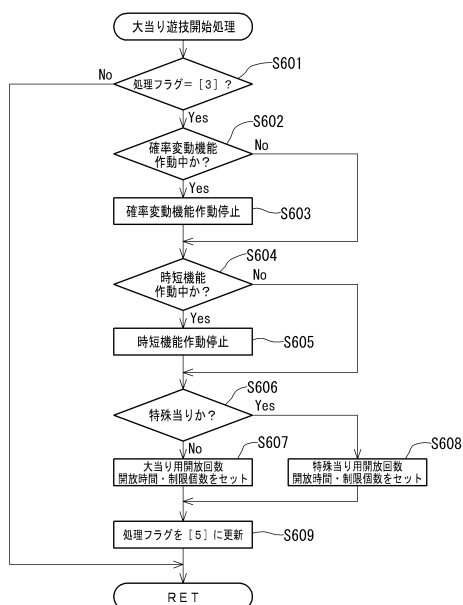 大当り遊技開始処理
S601
処理フラグ=［3］？
No
Yes
S602
確率変動機能
作動中か？
No
Yes
確率変動機能作動停止
S603
S604
時短機能
作動中か？
No
Yes
時短機能作動停止
S605
S606
特殊当りか？
Yes
No
S607
大当り用開放回数
開放時間・制限個数をセット
S608
特殊当り用開放回数
開放時間・制限個数をセット
処理フラグを［5］に更新
S609
RET